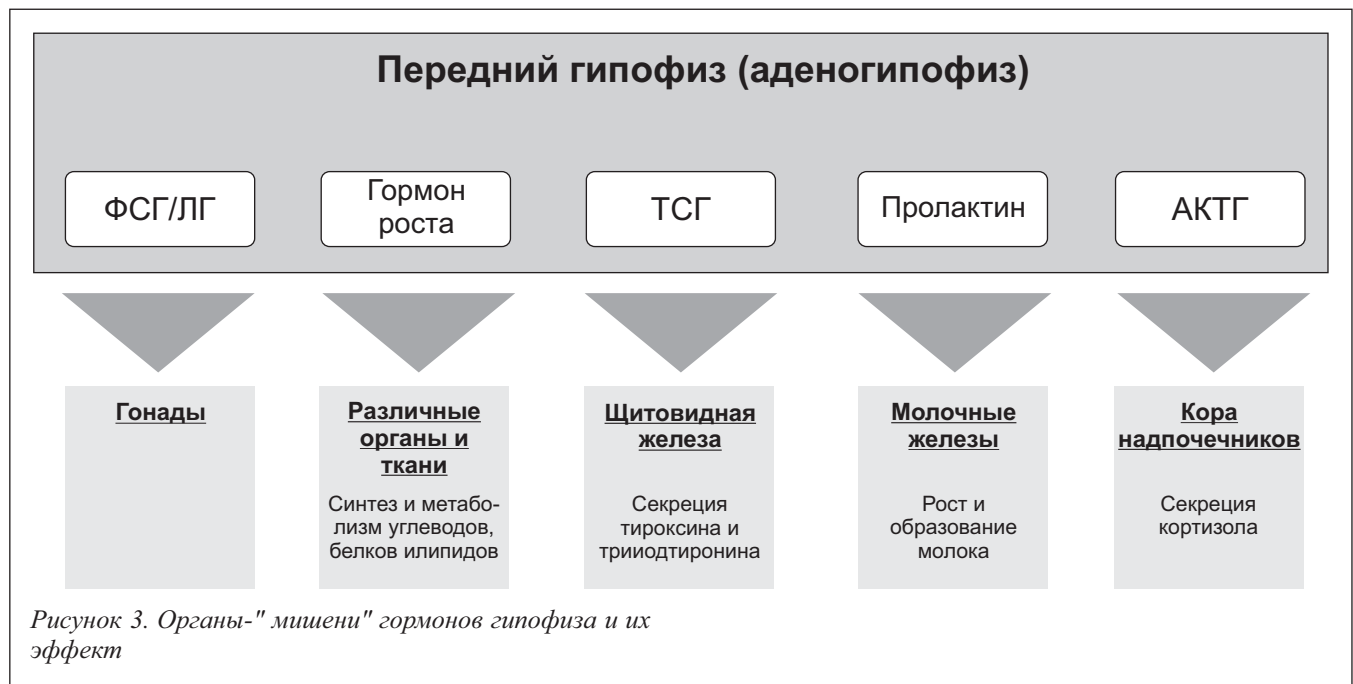 Передний гипофиз (аденогипофиз)
ФСГ/ЛГ
Гормон
роста
ТСГ
Пролактин
АКТГ
Гонады
Различные
органы и
ткани
Синтез и метабо-
лизм углеводов,
белков илипидов
Щитовидная
железа
Секреция
тироксина и
трииодтиронина
Молочные
железы
Рост и
образование
молока
Кора
надпочечников
Секреция
кортизола
Рисунок 3. Органы-" мишени" гормонов гипофиза и их
эффект